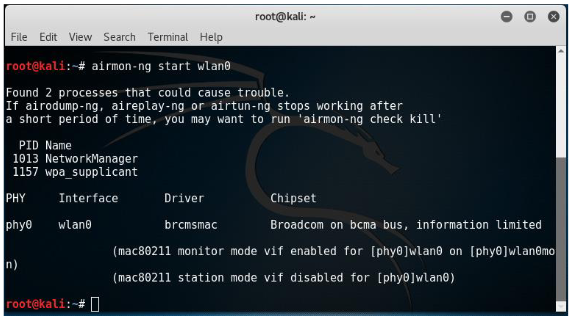 root@kali: ~
File Edit View Search Terminal Help
root@kali:~# airmon-ng start wlan0
Found 2 processes that could cause trouble.
If airodump-ng, aireplay-ng or airtun-ng stops working after
a short period of time, you may want to run 'airmon-ng check kill'
PID Name
1013 NetworkManager
1157 wpa_supplicant
PHY Interface Driver Chipset
phy0 wlan0 brcmsmac Broadcom on bcma bus, information limited
(mac80211 monitor mode vif enabled for [phy0]wlan0 on [phy0]wlan0mo
n)
(mac80211 station mode vif disabled for [phy0]wlan0)
root@kali:~#